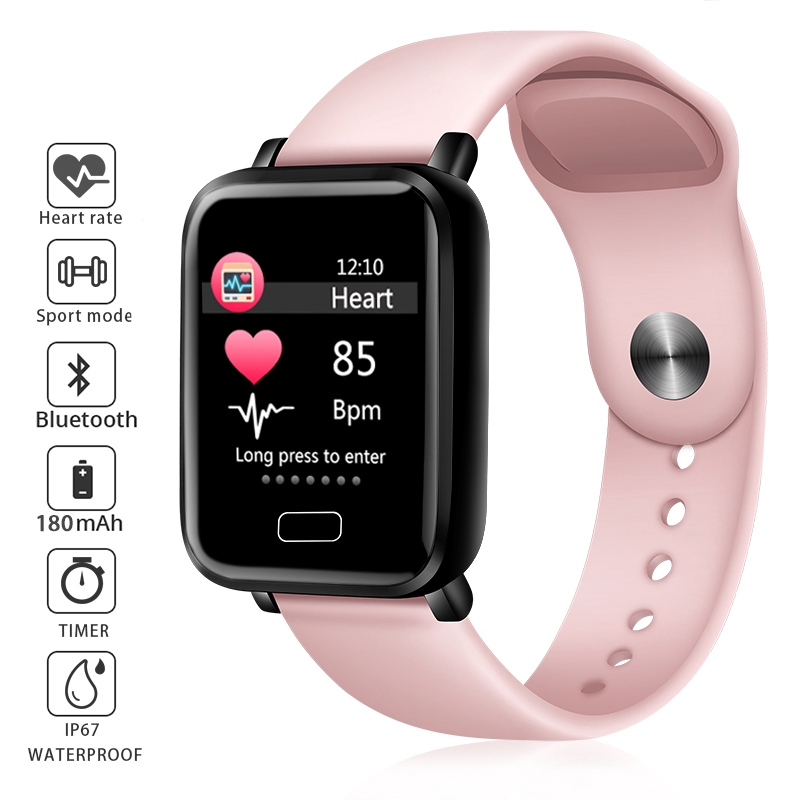 Heart rate
Sport mode
Bluetooth
180mAh
TIMER
IP67
WATERPROOF
12:10
Heart
85
Bpm
Long press to enter